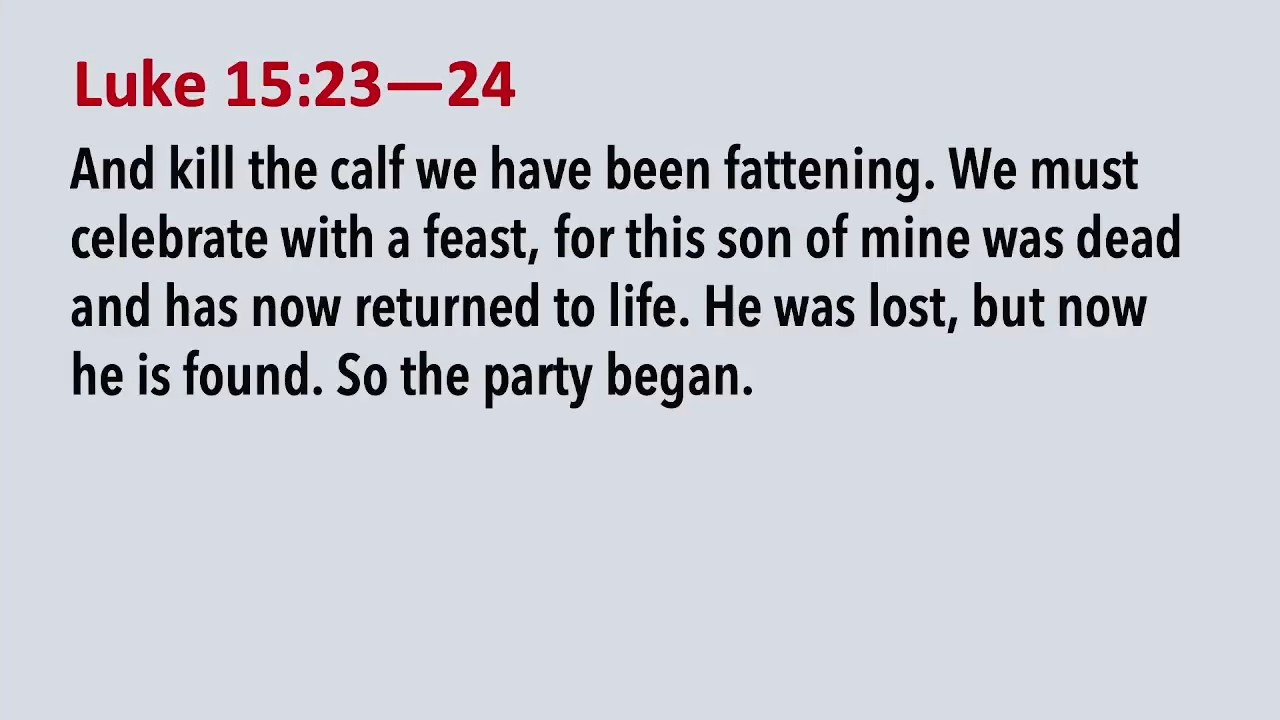 Luke 15:23—24
And kill the calf we have been fattening. We must
celebrate with a feast, for this son of mine was dead
and has now returned to life. He was lost, but now
he is found. So the party began.